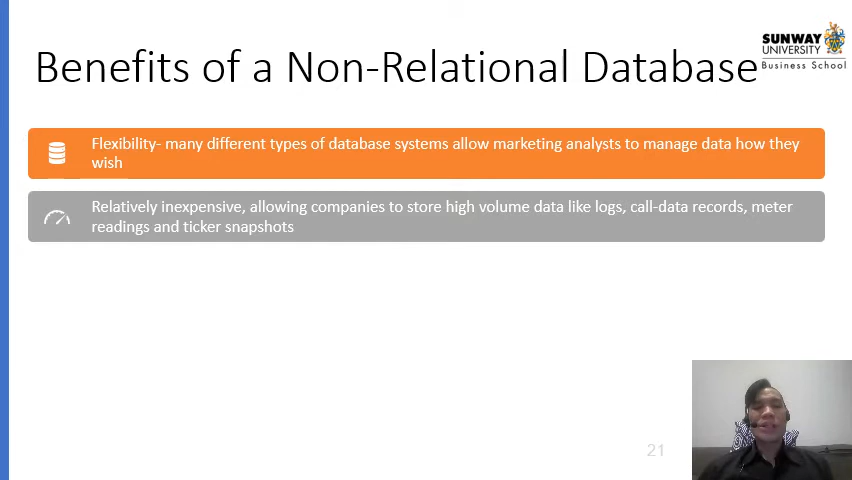 Benefits of a Non-Relational Database
SUNWAY
UNIVERSITY
Business School
Flexibility- many different types of database systems allow marketing analysts to manage data how they
wish
Relatively inexpensive, allowing companies to store high volume data like logs, call-data records, meter
readings and ticker snapshots
21